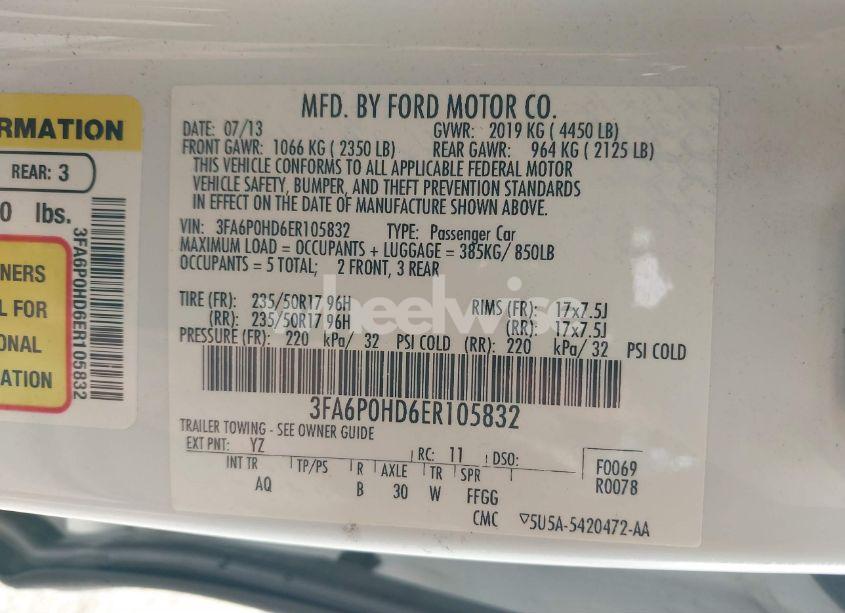 RMATION
REAR: 3
0 lbs.
3FA6P0HD6ER105832
NERS
L FOR
ONAL
ATION
MFD. BY FORD MOTOR CO.
DATE: 07/13 GVWR: 2019 KG ( 4450 LB)
FRONT GAWR: 1066 KG ( 2350 LB) REAR GAWR: 964 KG ( 2125 LB)
THIS VEHICLE CONFORMS TO ALL APPLICABLE FEDERAL MOTOR
VEHICLE SAFETY, BUMPER, AND THEFT PREVENTION STANDARDS
IN EFFECT ON THE DATE OF MANUFACTURE SHOWN ABOVE.
VIN: 3FA6P0HD6ER105832 TYPE: Passenger Car
MAXIMUM LOAD = OCCUPANTS + LUGGAGE = 385KG/ 850LB
OCCUPANTS = 5 TOTAL; 2 FRONT, 3 REAR
TIRE (FR): 235/50R17 96H RIMS (FR): 17x7.5J
(RR): 235/50R17 96H (RR): 17x7.5J
wheelwise
PRESSURE (FR): 220 kPa/ 32 PSI COLD (RR): 220 kPa/ 32 PSI COLD
3FA6P0HD6ER105832
TRAILER TOWING - SEE OWNER GUIDE
EXT PNT: YZ RC: 11 DSO: F0069
INT TR TP/PS R AXLE TR SPR R0078
AQ B 30 W FFGG
CMC ▽5U5A-5420472-AA